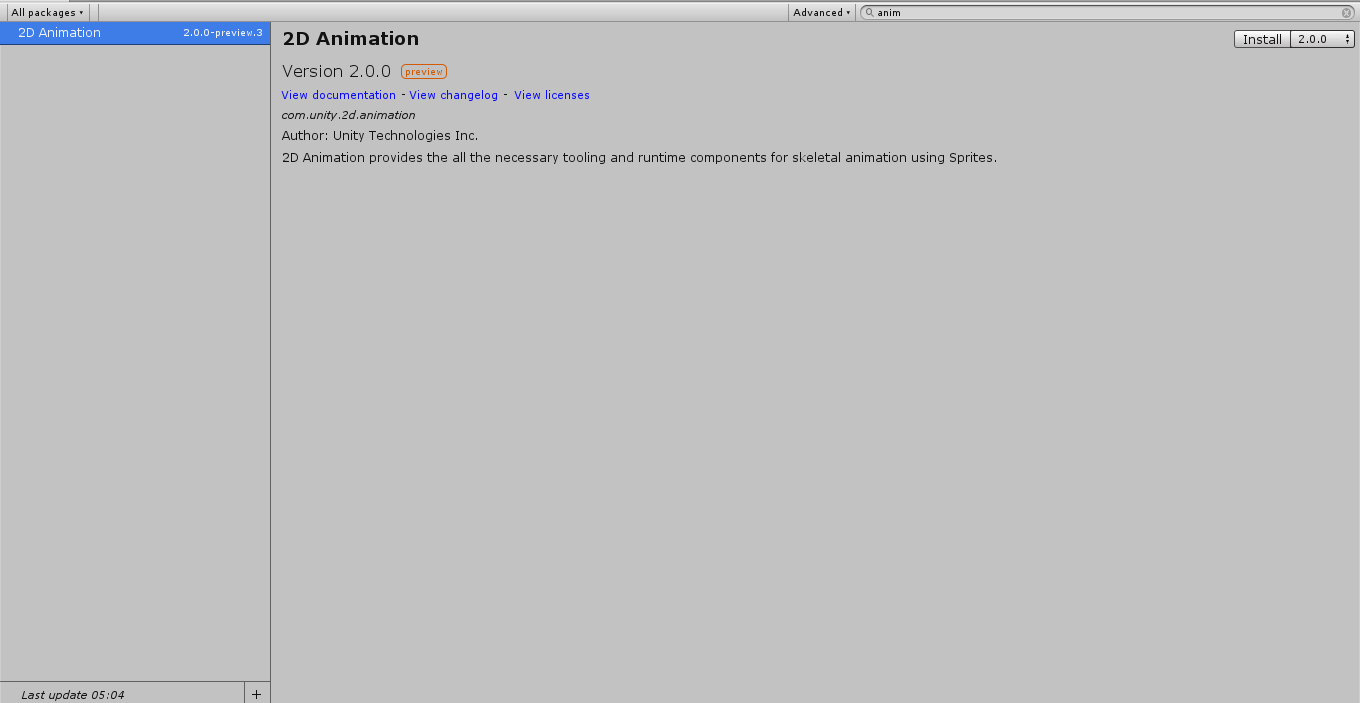 All packages Advanced anim
2D Animation 2.0.0-preview.3
2D Animation
Install 2.0.0
Version 2.0.0 preview
View documentation - View changelog - View licenses
com.unity.2d.animation
Author: Unity Technologies Inc.
2D Animation provides the all the necessary tooling and runtime components for skeletal animation using Sprites.
Last update 05:04 +